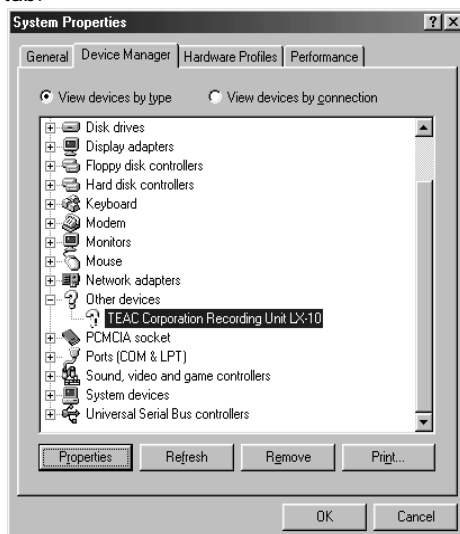 System Properties
General Device Manager Hardware Profiles Performance
View devices by type View devices by connection
Disk drives
Display adapters
Floppy disk controllers
Hard disk controllers
Keyboard
Modem
Monitors
Mouse
Network adapters
Other devices
TEAC Corporation Recording Unit LX-10
PCMCIA socket
Ports (COM & LPT)
Sound, video and game controllers
System devices
Universal Serial Bus controllers
Properties Refresh Remove Print...
OK Cancel